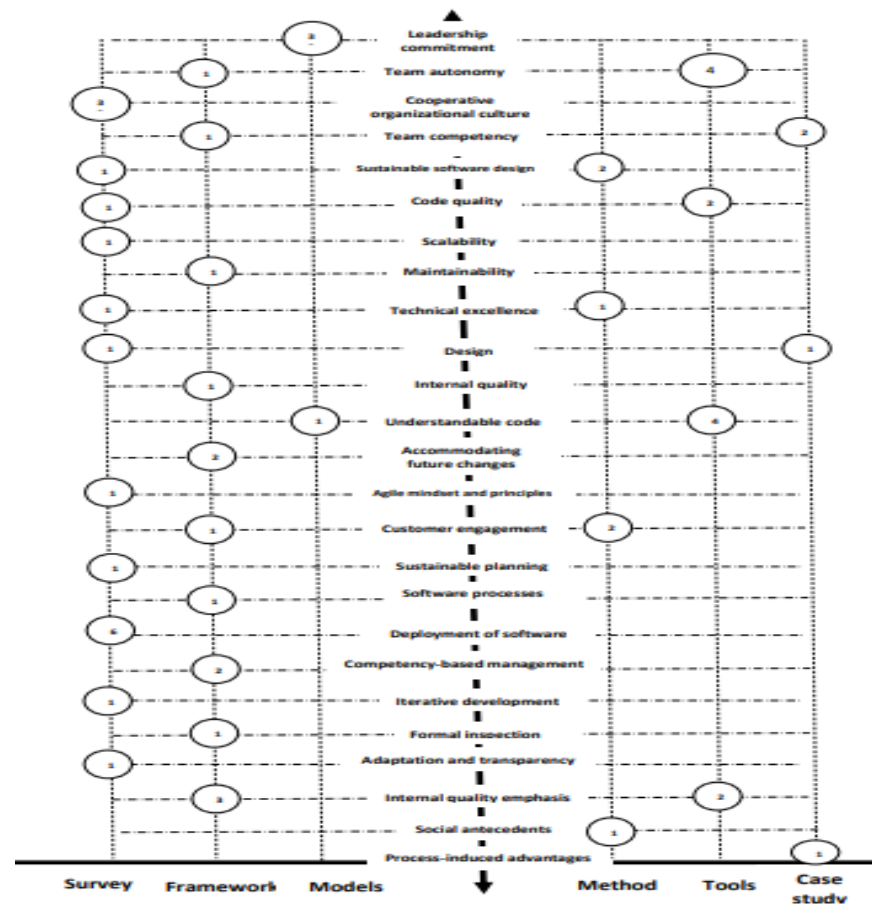 3 Leadership
commitment
1 Team autonomy 4
3 Cooperative
organizational culture
1 Team competency 2
1 Sustainable software design 2
1 Code quality 2
1 Scalability
1 Maintainability
1 Technical excellence 1
1 Design 1
1 Internal quality
1 Understandable code 4
2 Accommodating
future changes
1 Agile mindset and principles
1 Customer engagement 2
1 Sustainable planning
1 Software processes
6 Deployment of software
2 Competency-based management
1 Iterative development
1 Formal inspection
1 Adaptation and transparency
3 Internal quality emphasis 2
Social antecedents 1
Process-induced advantages 1
Survey Framework Models Method Tools Case
study